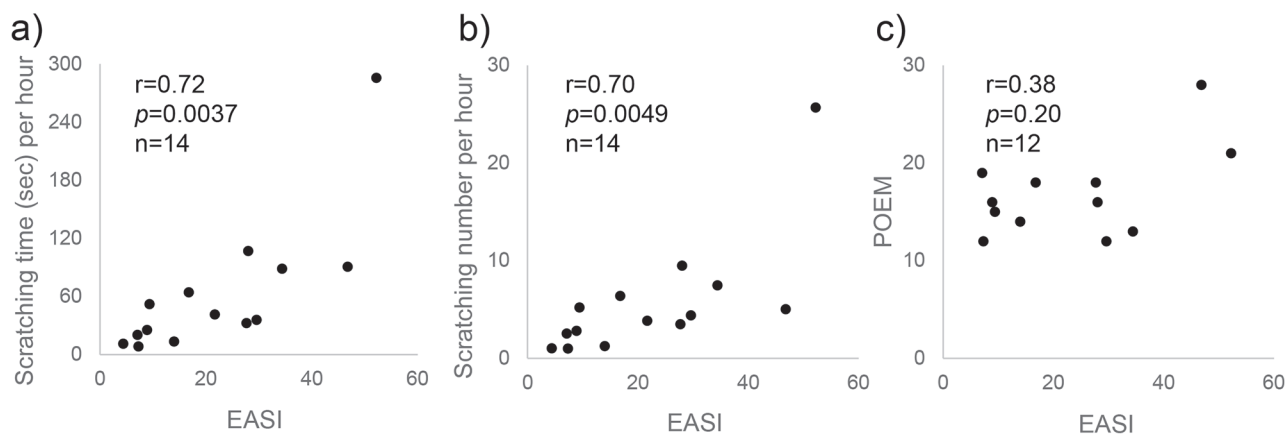 a)
Scratching time (sec) per hour
300
240
180
120
60
0
r=0.72
p=0.0037
n=14
0 20 40 60
EASI
b)
Scratching number per hour
30
20
10
0
r=0.70
p=0.0049
n=14
0 20 40 60
EASI
c)
POEM
30
20
10
0
r=0.38
p=0.20
n=12
0 20 40 60
EASI